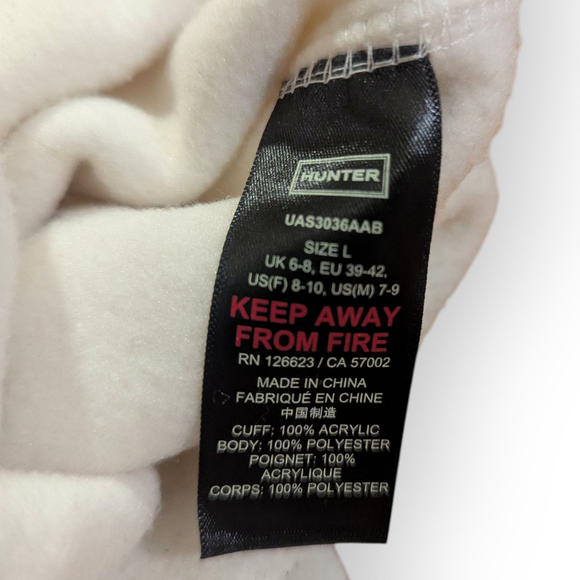 HUNTER
UAS3036AAB
SIZE L
UK 6-8, EU 39-42,
US(F) 8-10, US(M) 7-9
KEEP AWAY
FROM FIRE
RN 126623 / CA 57002
MADE IN CHINA
FABRIQUÉ EN CHINE
中国制造
CUFF: 100% ACRYLIC
BODY: 100% POLYESTER
POIGNET: 100%
ACRYLIQUE
CORPS: 100% POLYESTER